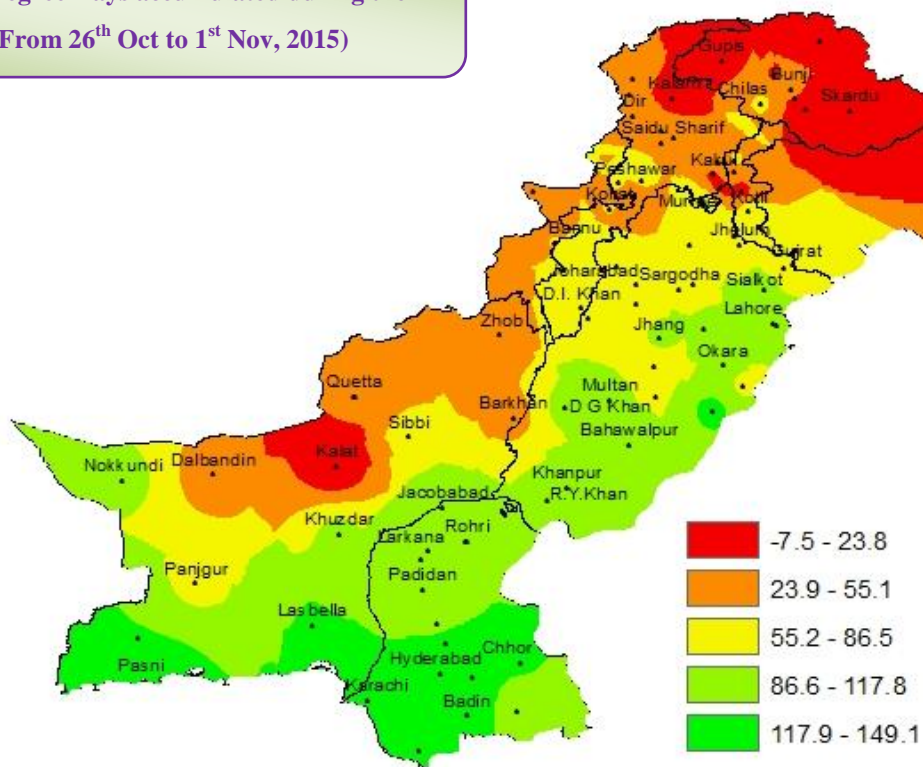 From 26th Oct to 1st Nov, 2015)
Gupis
Kalam
Chilas
Bunji
Skardu
Dir
Saidu Sharif
Kakul
Peshawar
Kohat
Kotli
Bannu
Jhelum
Gujrat
Joharabad
Sargodha
Sialkot
D.I. Khan
Lahore
Zhob
Jhang
Okara
Quetta
Multan
Barkhan
D G Khan
Sibbi
Bahawalpur
Kalat
Nokkundi
Dalbandin
Khanpur
Jacobabad
R.Y.Khan
Khuzdar
Rohri
Larkana
Padidan
Panjgur
Lasbella
Chhor
Hyderabad
Pasni
Karachi
Badin
-7.5 - 23.8
23.9 - 55.1
55.2 - 86.5
86.6 - 117.8
117.9 - 149.1